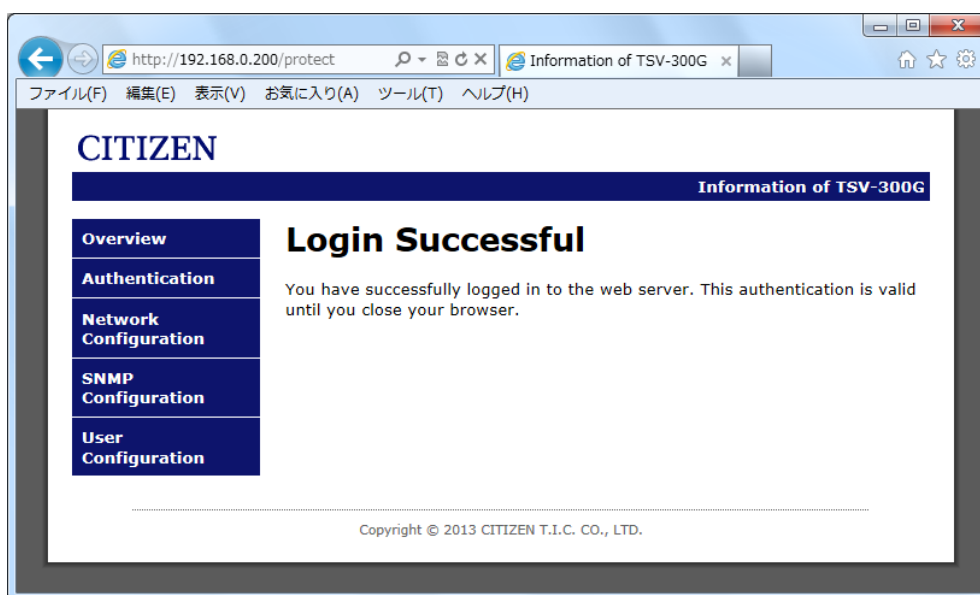 http://192.168.0.200/protect
Information of TSV-300G
ファイル(F) 編集(E) 表示(V) お気に入り(A) ツール(T) ヘルプ(H)
CITIZEN
Information of TSV-300G
Overview
Authentication
Network
Configuration
SNMP
Configuration
User
Configuration
Login Successful
You have successfully logged in to the web server. This authentication is valid
until you close your browser.
Copyright © 2013 CITIZEN T.I.C. CO., LTD.